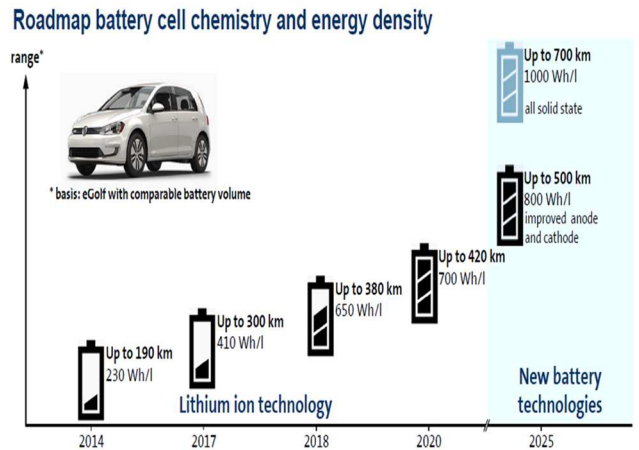 Roadmap battery cell chemistry and energy density
range*
* basis: eGolf with comparable battery volume
Up to 700 km
1000 Wh/l
all solid state
Up to 500 km
800 Wh/l
improved anode
and cathode
Up to 420 km
700 Wh/l
Up to 380 km
650 Wh/l
Up to 300 km
410 Wh/l
Up to 190 km
230 Wh/l
Lithium ion technology
New battery
technologies
2014
2017
2018
2020
2025